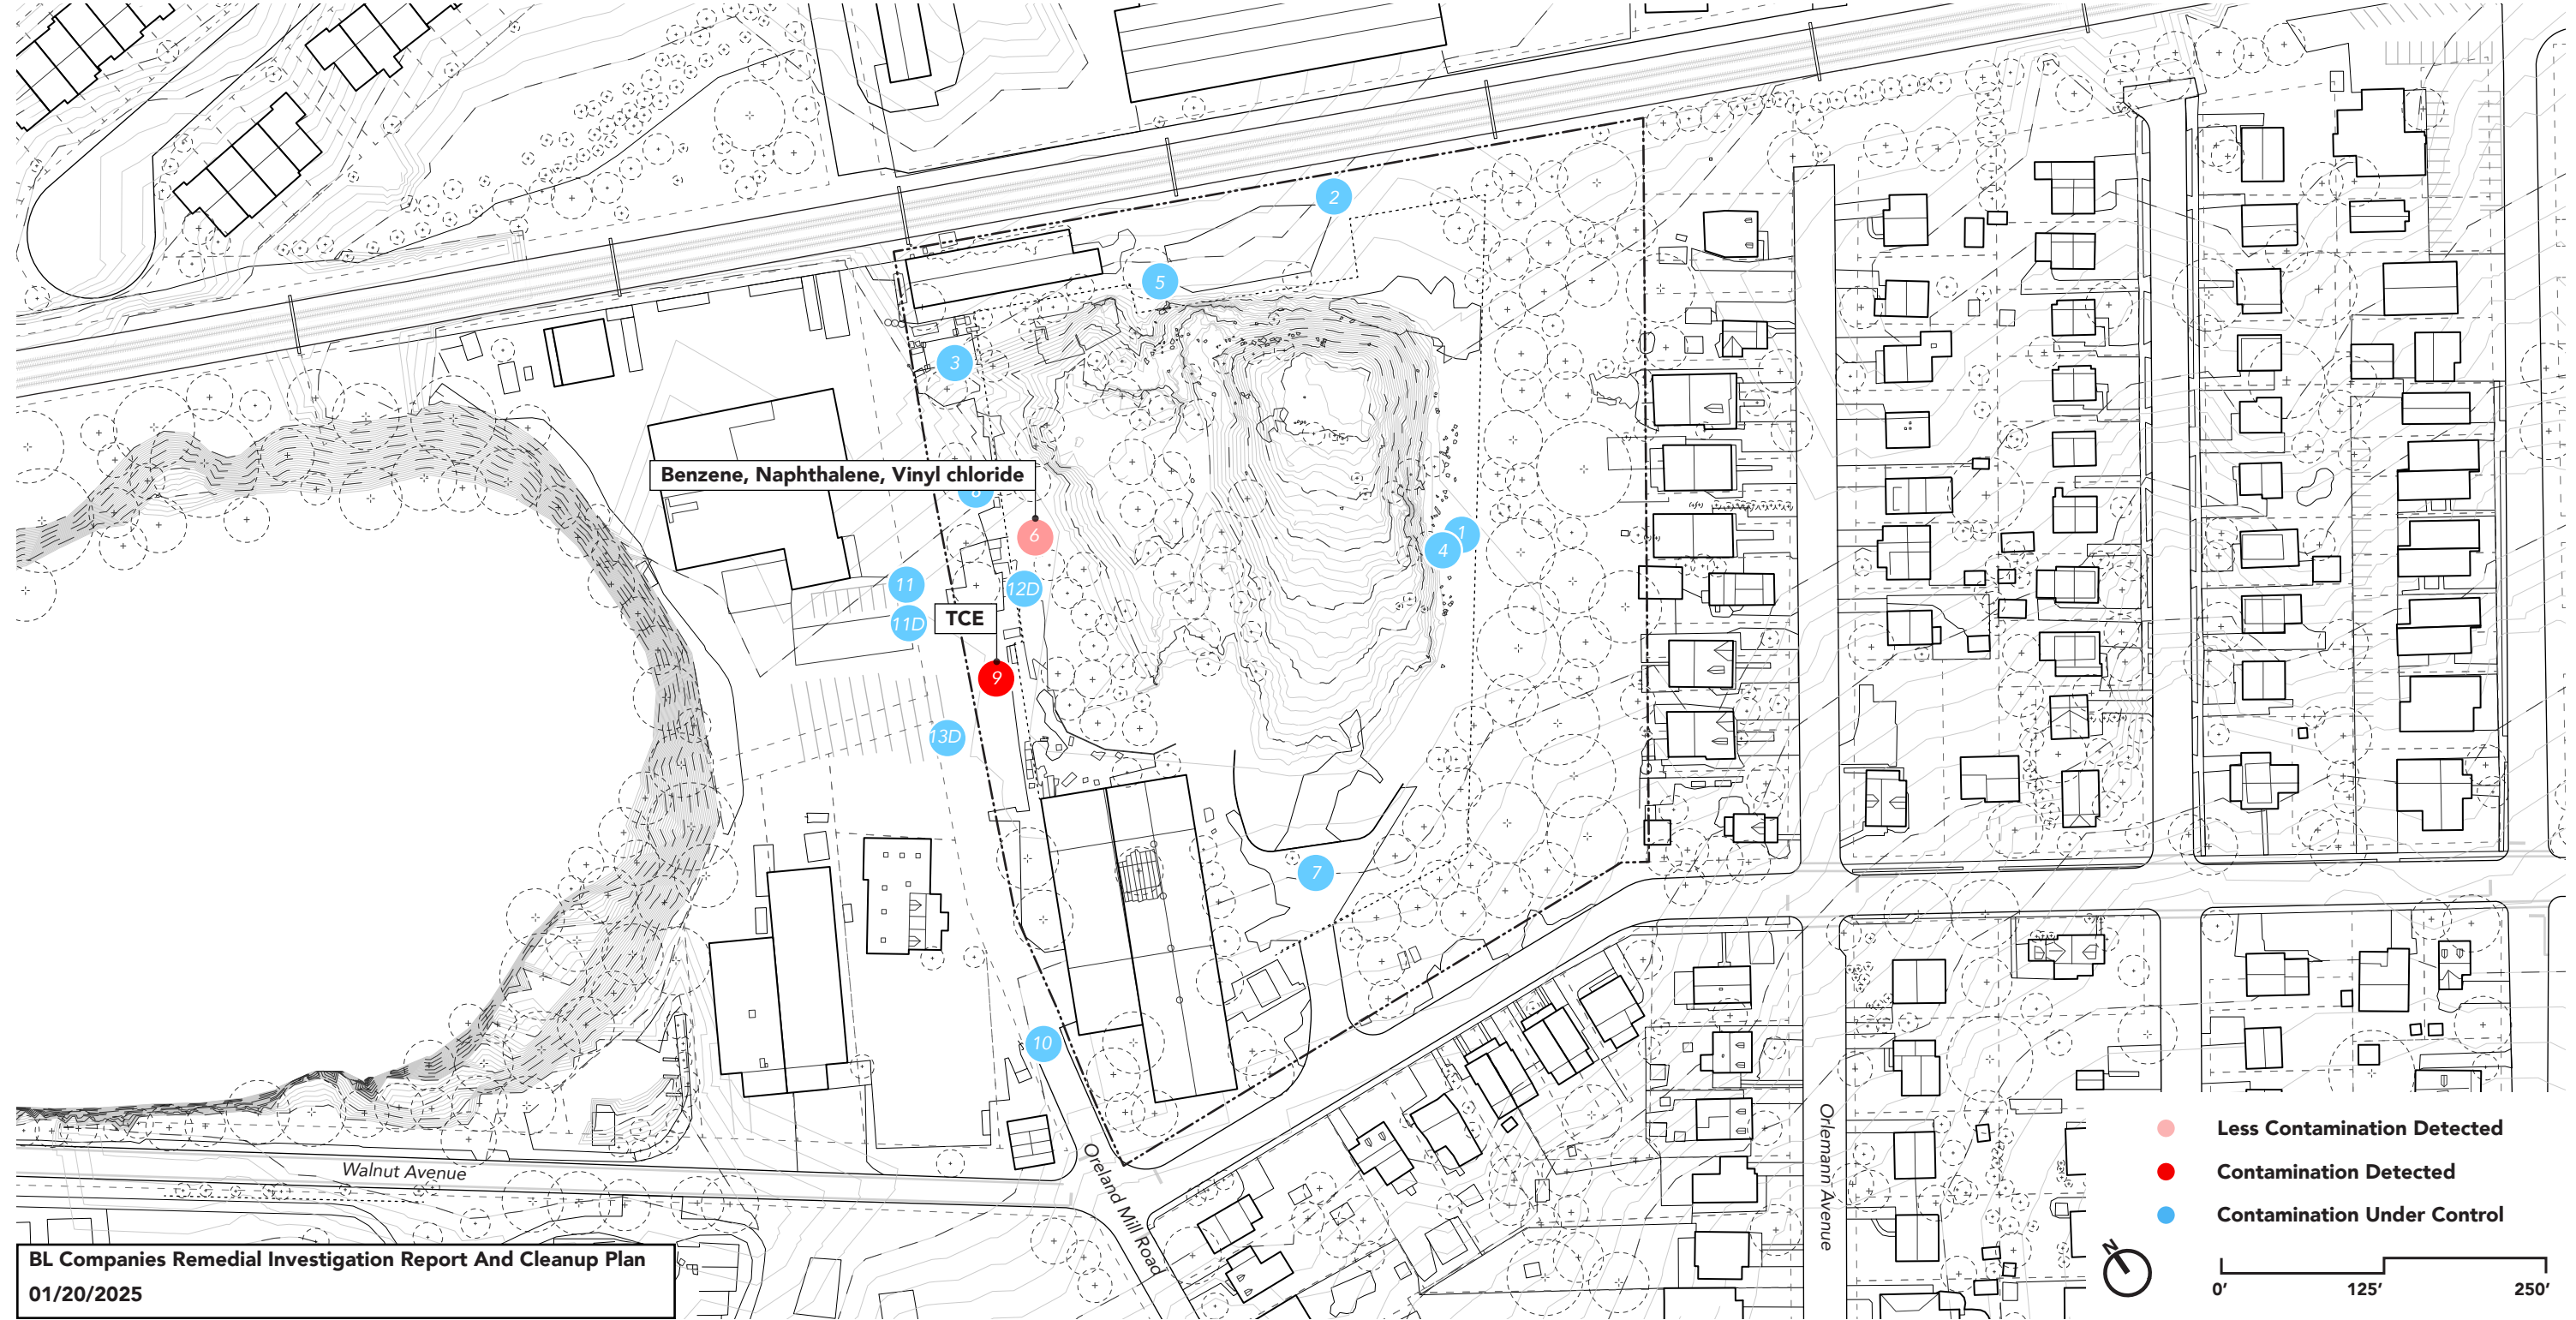 2
5
3
Benzene, Naphthalene, Vinyl chloride
6
1
4
11
12D
11D
TCE
9
13D
7
10
Walnut Avenue
Oreland Mill Road
Orlemann Avenue
Less Contamination Detected
Contamination Detected
Contamination Under Control
BL Companies Remedial Investigation Report And Cleanup Plan
01/20/2025
N
0’
125’
250’